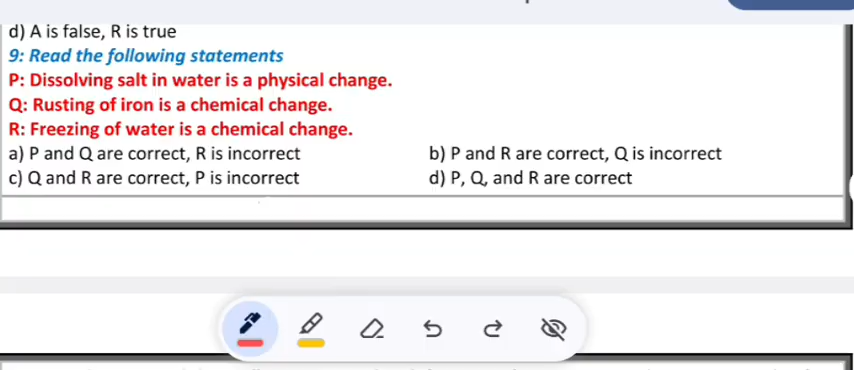 d) A is false, R is true
9: Read the following statements
P: Dissolving salt in water is a physical change.
Q: Rusting of iron is a chemical change.
R: Freezing of water is a chemical change.
a) P and Q are correct, R is incorrect b) P and R are correct, Q is incorrect
c) Q and R are correct, P is incorrect d) P, Q, and R are correct